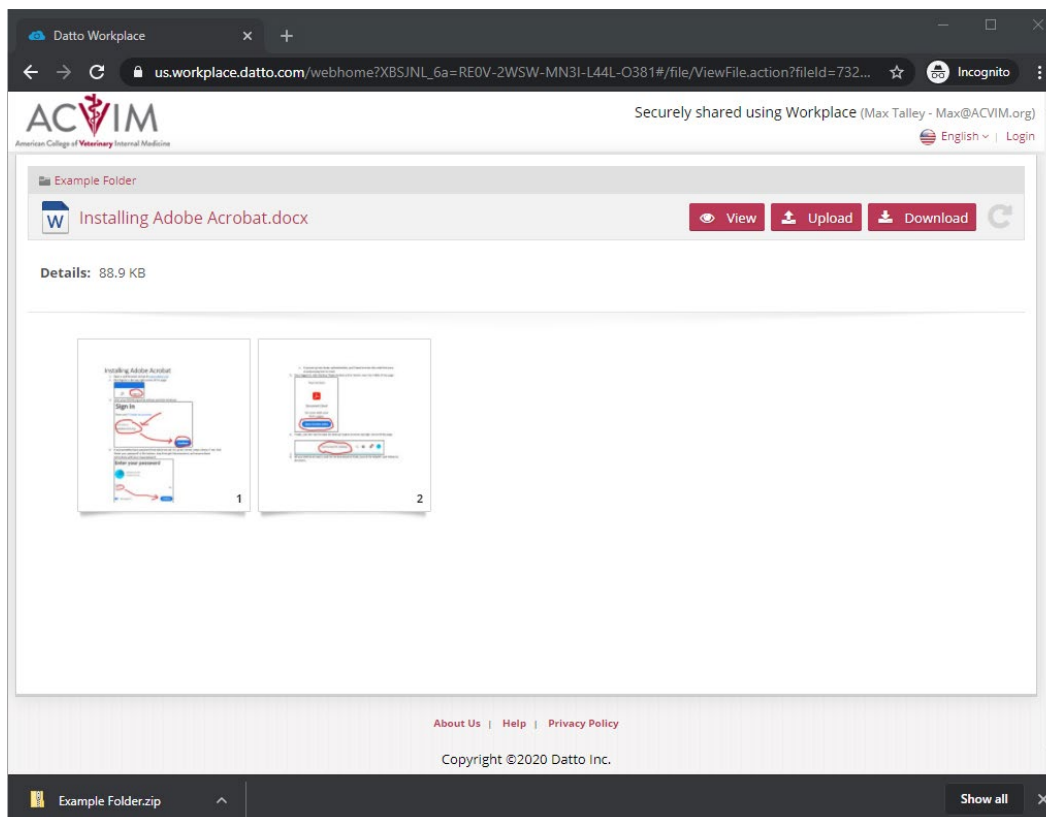 Datto Workplace
us.workplace.datto.com/webhome?XBSJNL_6a=RE0V-2WSW-MN3I-L44L-O381#/file/ViewFile.action?fileId=732...
Incognito
ACVIM
American College of Veterinary Internal Medicine
Securely shared using Workplace (Max Talley - Max@ACVIM.org)
English | Login
Example Folder
W Installing Adobe Acrobat.docx
View Upload Download
Details: 88.9 KB
Installing Adobe Acrobat
Sign in
Enter your password
1
2
About Us | Help | Privacy Policy
Copyright ©2020 Datto Inc.
Example Folder.zip
Show all